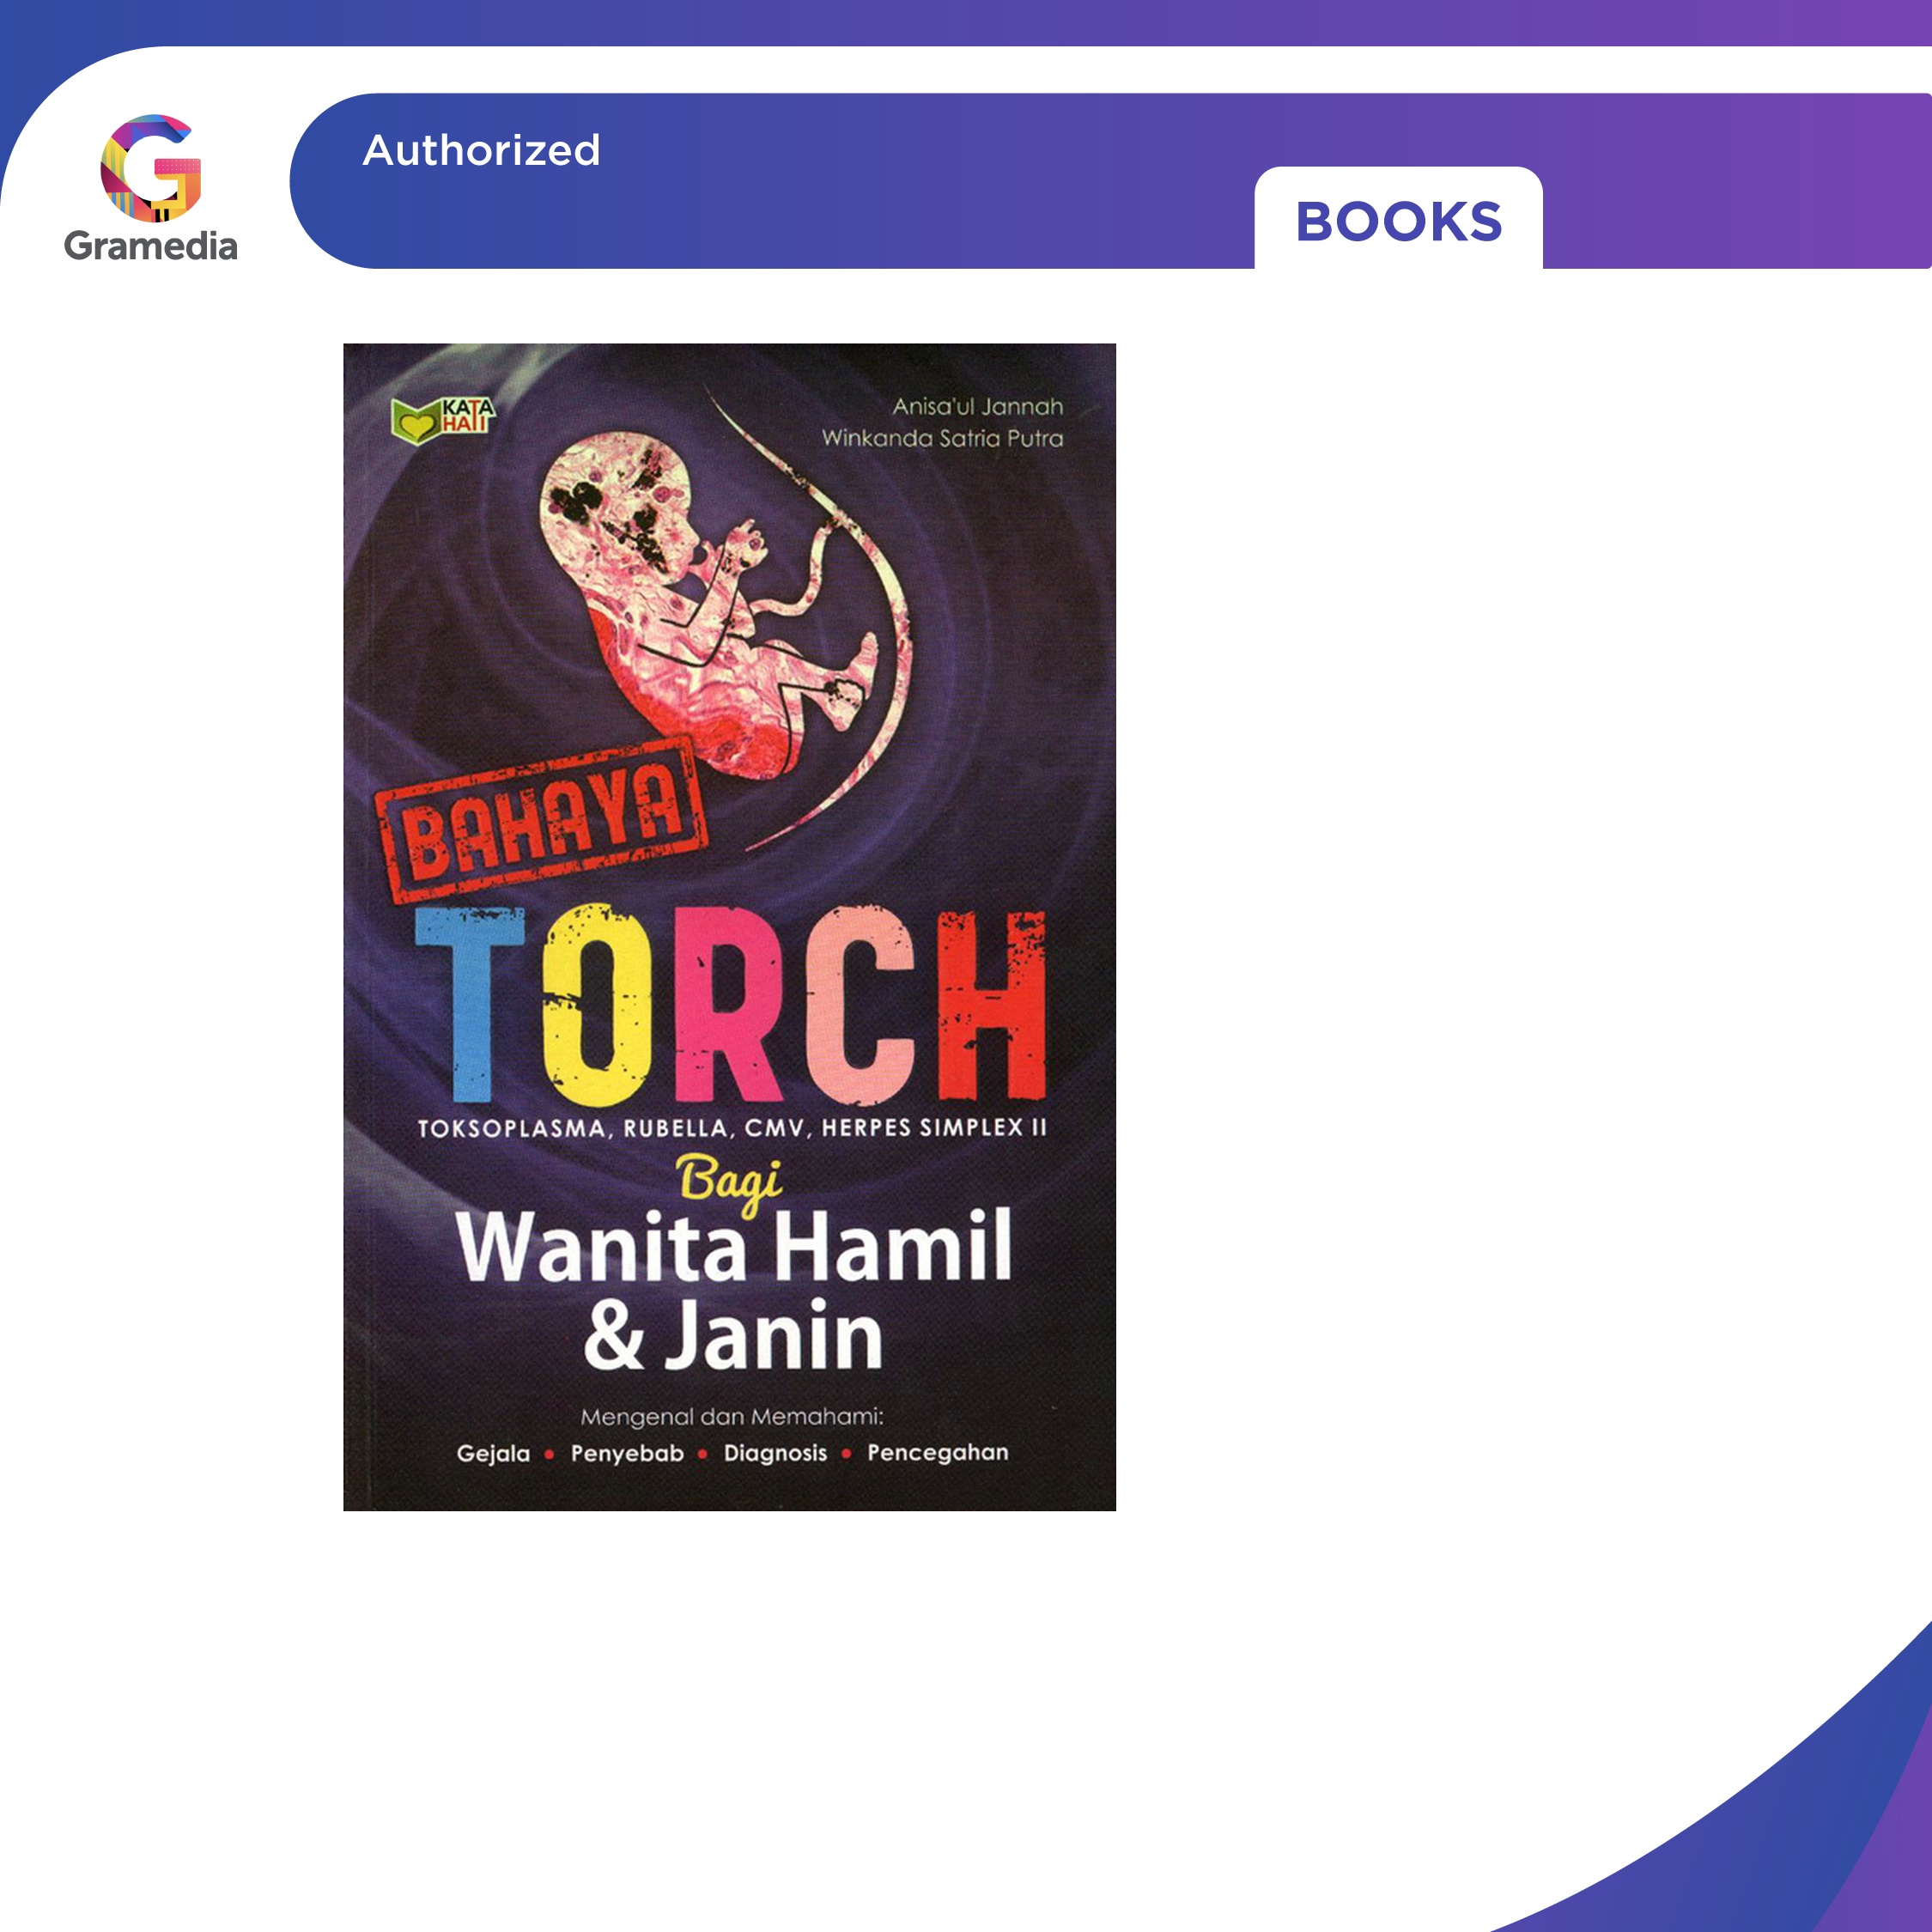 Gramedia
Authorized
BOOKS
KATA
HATI
Anisa'ul Jannah
Winkanda Satria Putra
BAHAYA
TORCH
TOKSOPLASMA, RUBELLA, CMV, HERPES SIMPLEX II
Bagi
Wanita Hamil
& Janin
Mengenal dan Memahami:
Gejala • Penyebab • Diagnosis • Pencegahan